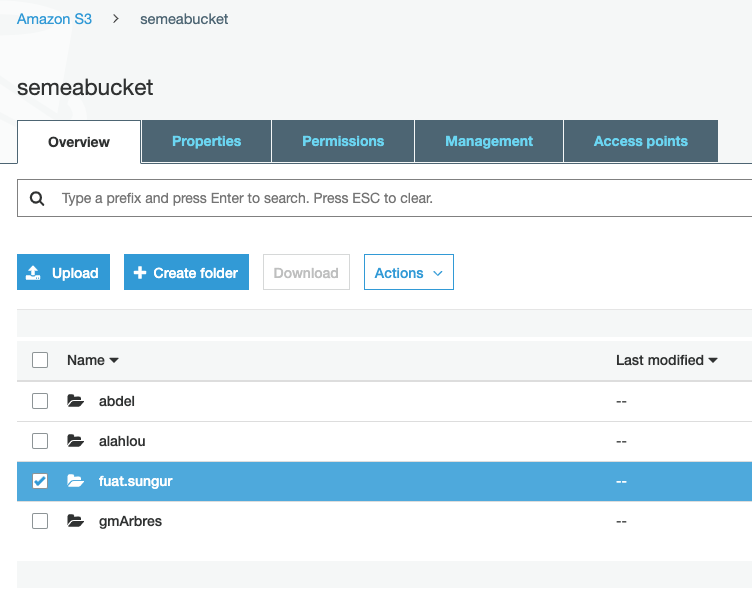 Amazon S3 > semeabucket
semeabucket
Overview Properties Permissions Management Access points
Type a prefix and press Enter to search. Press ESC to clear.
Upload + Create folder Download Actions
Name Last modified
abdel --
alahlou --
fuat.sungur --
gmArbres --